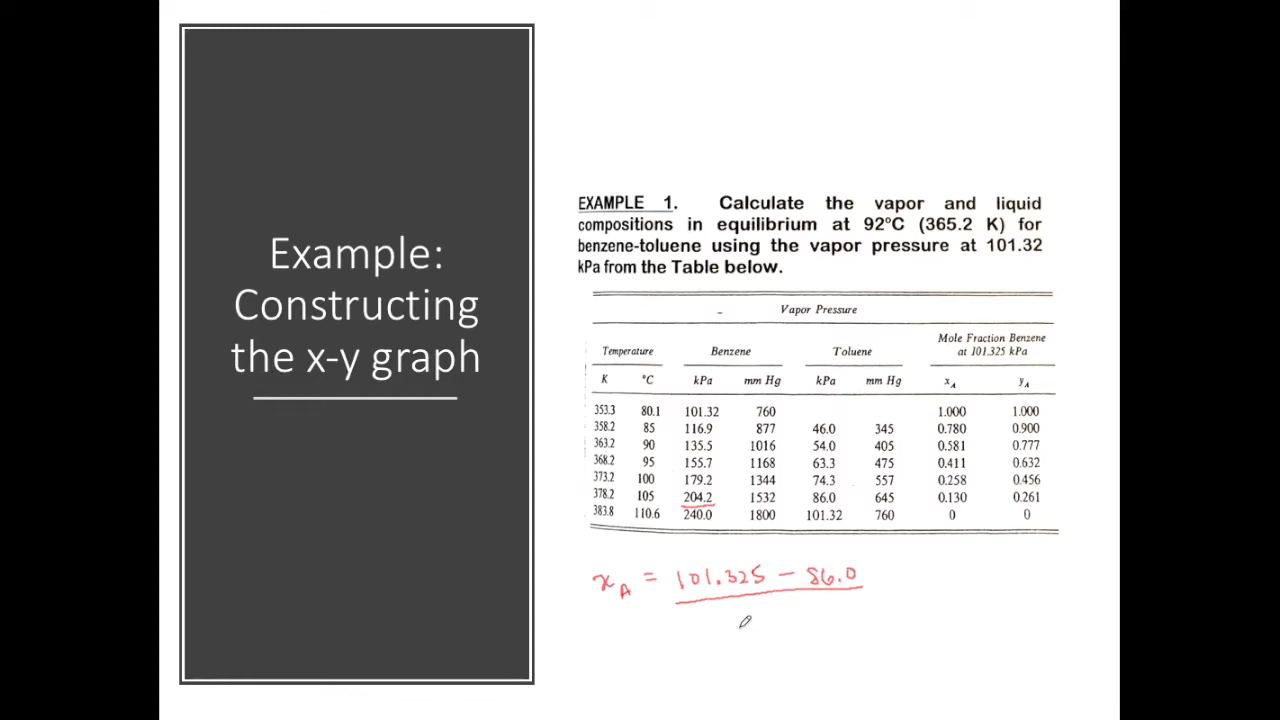 Example:
Constructing
the x-y graph
EXAMPLE 1. Calculate the vapor and liquid
compositions in equilibrium at 92°C (365.2 K) for
benzene-toluene using the vapor pressure at 101.32
kPa from the Table below.
Vapor Pressure
Mole Fraction Benzene
at 101.325 kPa
Temperature Benzene Toluene
K °C kPa mm Hg kPa mm Hg xA yA
353.3 80.1 101.32 760 1.000 1.000
358.2 85 116.9 877 46.0 345 0.780 0.900
363.2 90 135.5 1016 54.0 405 0.581 0.777
368.2 95 155.7 1168 63.3 475 0.411 0.632
373.2 100 179.2 1344 74.3 557 0.258 0.456
378.2 105 204.2 1532 86.0 645 0.130 0.261
383.8 110.6 240.0 1800 101.32 760 0 0
xA = 101.325 - 86.0